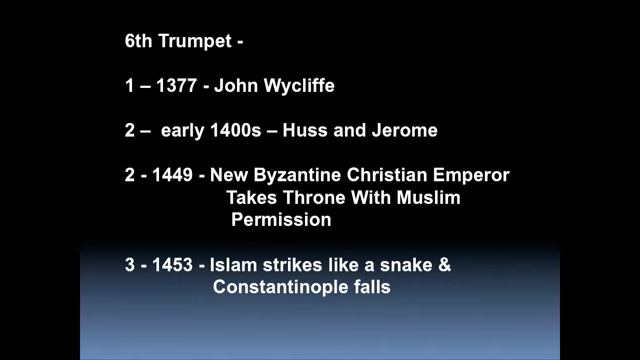 6th Trumpet -
1 – 1377 - John Wycliffe
2 – early 1400s – Huss and Jerome
2 - 1449 - New Byzantine Christian Emperor
Takes Throne With Muslim
Permission
3 - 1453 - Islam strikes like a snake &
Constantinople falls